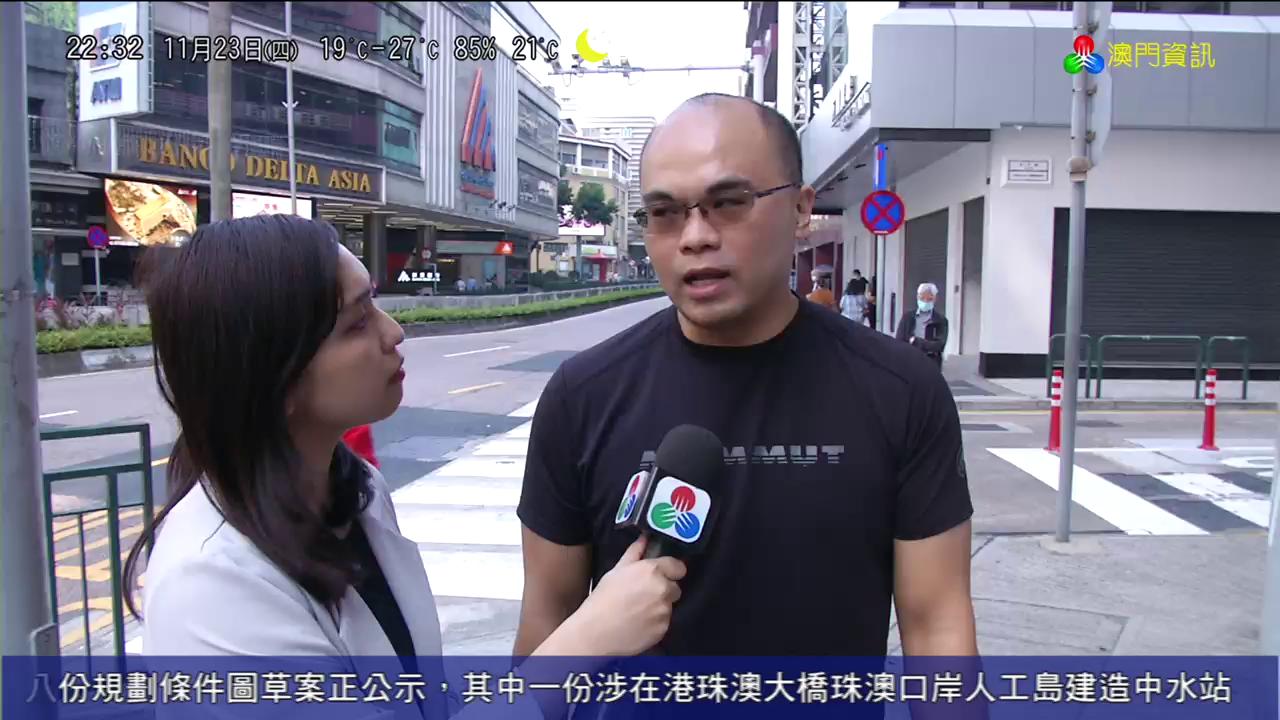 22:32 11月23日(四) 19°c-27°c 85% 21°c
澳門資訊
BANCO DELTA ASIA
MUT
八份規劃條件圖草案正公示，其中一份涉在港珠澳大橋珠澳口岸人工島建造中水站